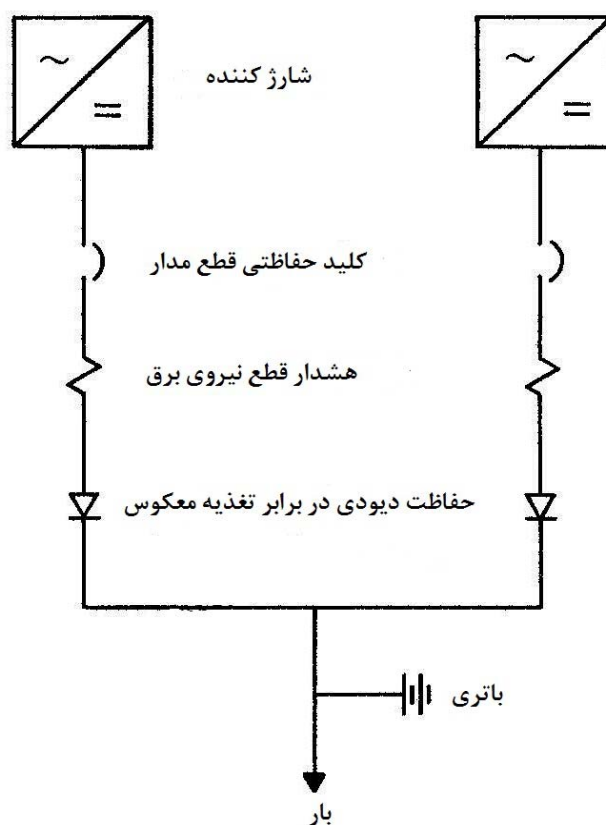 شارژ کننده
کلید حفاظتی قطع مدار
هشدار قطع نیروی برق
حفاظت دیودی در برابر تغذیه معکوس
باتری
بار